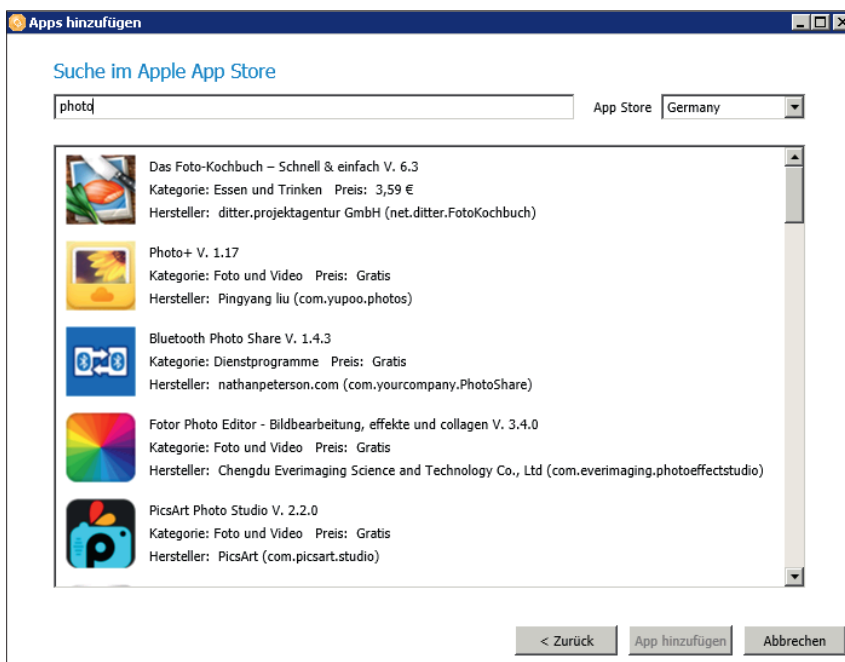 Apps hinzufügen
Suche im Apple App Store
photo
App Store Germany
Das Foto-Kochbuch – Schnell & einfach V. 6.3
Kategorie: Essen und Trinken Preis: 3,59 €
Hersteller: ditter.projektagentur GmbH (net.ditter.FotoKochbuch)
Photo+ V. 1.17
Kategorie: Foto und Video Preis: Gratis
Hersteller: Pingyang liu (com.yupoo.photos)
Bluetooth Photo Share V. 1.4.3
Kategorie: Dienstprogramme Preis: Gratis
Hersteller: nathanpeterson.com (com.yourcompany.PhotoShare)
Fotor Photo Editor - Bildbearbeitung, effekte und collagen V. 3.4.0
Kategorie: Foto und Video Preis: Gratis
Hersteller: Chengdu Everimaging Science and Technology Co., Ltd (com.everimaging.photoeffectstudio)
PicsArt Photo Studio V. 2.2.0
Kategorie: Foto und Video Preis: Gratis
Hersteller: PicsArt (com.picsart.studio)
< Zurück App hinzufügen Abbrechen